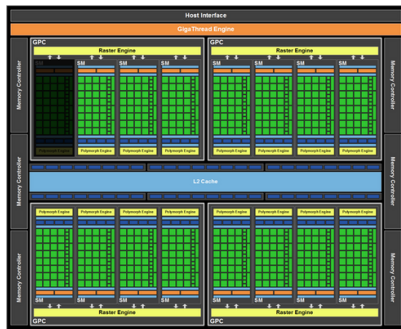 Host Interface
GigaThread Engine
GPC
Raster Engine
SM SM SM
Polymorph Engine Polymorph Engine Polymorph Engine Polymorph Engine
GPC
Raster Engine
SM SM SM SM
Polymorph Engine Polymorph Engine Polymorph Engine Polymorph Engine
Memory Controller
Memory Controller
Memory Controller
L2 Cache
Memory Controller
Memory Controller
Memory Controller
Polymorph Engine Polymorph Engine Polymorph Engine Polymorph Engine
SM SM SM SM
Raster Engine
GPC
Polymorph Engine Polymorph Engine Polymorph Engine Polymorph Engine
SM SM SM SM
Raster Engine
GPC